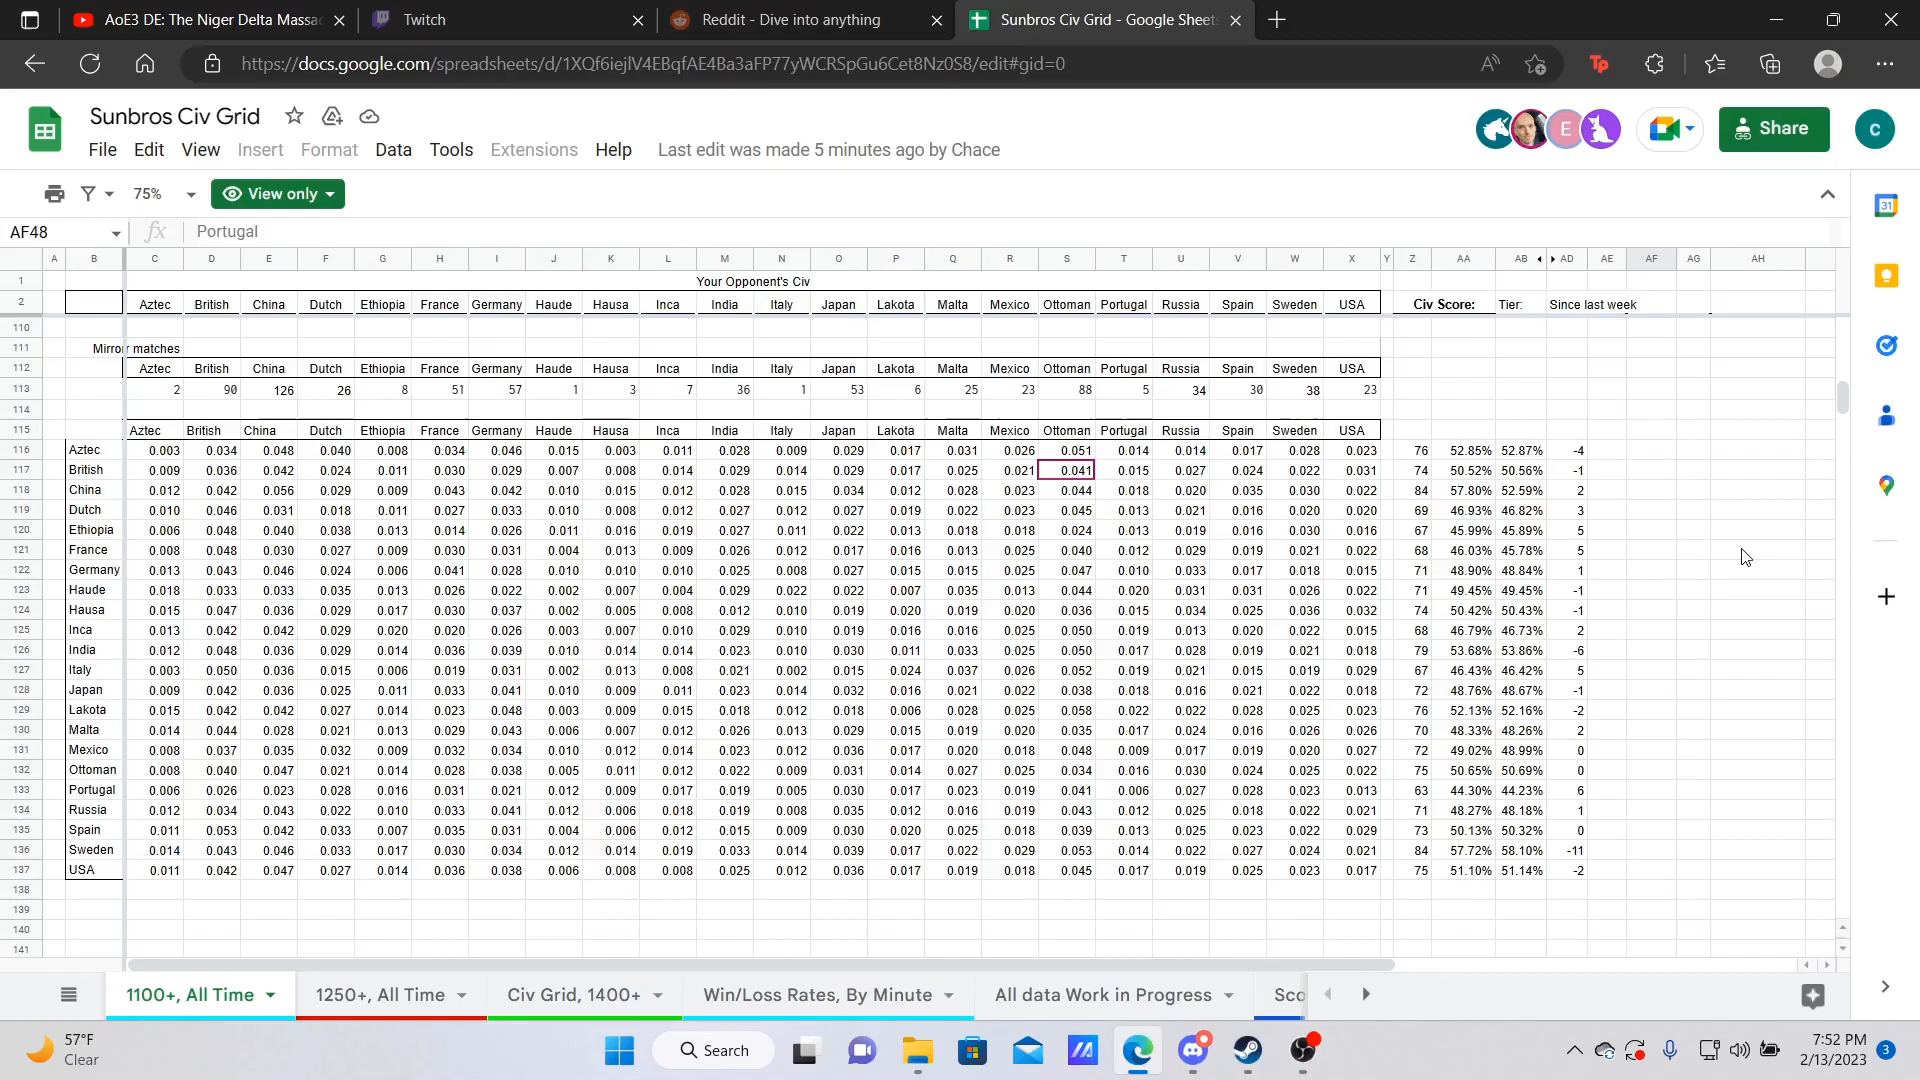 AoE3 DE: The Niger Delta Massac
Twitch
Reddit - Dive into anything
Sunbros Civ Grid - Google Sheets
https://docs.google.com/spreadsheets/d/1XQf6iejlV4EBqfAE4Ba3aFP77yWCRSpGu6Cet8Nz0S8/edit#gid=0
Sunbros Civ Grid
File Edit View Insert Format Data Tools Extensions Help Last edit was made 5 minutes ago by Chace
E
Share
c
75% View only
AF48 fx Portugal
A B C D E F G H I J K L M N O P Q R S T U V W X Y Z AA AB AD AE AF AG AH
1 Your Opponent's Civ
2 Aztec British China Dutch Ethiopia France Germany Haude Hausa Inca India Italy Japan Lakota Malta Mexico Ottoman Portugal Russia Spain Sweden USA Civ Score: Tier: Since last week
110
111 Mirror matches
112 Aztec British China Dutch Ethiopia France Germany Haude Hausa Inca India Italy Japan Lakota Malta Mexico Ottoman Portugal Russia Spain Sweden USA
113 2 90 126 26 8 51 57 1 3 7 36 1 53 6 25 23 88 5 34 30 38 23
114
115 Aztec British China Dutch Ethiopia France Germany Haude Hausa Inca India Italy Japan Lakota Malta Mexico Ottoman Portugal Russia Spain Sweden USA
116 Aztec 0.003 0.034 0.048 0.040 0.008 0.034 0.046 0.015 0.003 0.011 0.028 0.009 0.029 0.017 0.031 0.026 0.051 0.014 0.014 0.017 0.028 0.023 76 52.85% 52.87% -4
117 British 0.009 0.036 0.042 0.024 0.011 0.030 0.029 0.007 0.008 0.014 0.029 0.014 0.029 0.017 0.025 0.021 0.041 0.015 0.027 0.024 0.022 0.031 74 50.52% 50.56% -1
118 China 0.012 0.042 0.056 0.029 0.009 0.043 0.042 0.010 0.015 0.012 0.028 0.015 0.034 0.012 0.028 0.023 0.044 0.018 0.020 0.035 0.030 0.022 84 57.80% 52.59% 2
119 Dutch 0.010 0.046 0.031 0.018 0.011 0.027 0.033 0.010 0.008 0.012 0.027 0.012 0.027 0.019 0.022 0.023 0.045 0.013 0.021 0.016 0.020 0.020 69 46.93% 46.82% 3
120 Ethiopia 0.006 0.048 0.040 0.038 0.013 0.014 0.026 0.011 0.016 0.019 0.027 0.011 0.022 0.013 0.018 0.018 0.024 0.013 0.019 0.016 0.030 0.016 67 45.99% 45.89% 5
121 France 0.008 0.048 0.030 0.027 0.009 0.030 0.031 0.004 0.013 0.009 0.026 0.012 0.017 0.016 0.013 0.025 0.040 0.012 0.029 0.019 0.021 0.022 68 46.03% 45.78% 5
122 Germany 0.013 0.043 0.046 0.024 0.006 0.041 0.028 0.010 0.010 0.010 0.025 0.008 0.027 0.015 0.015 0.025 0.047 0.010 0.033 0.017 0.018 0.015 71 48.90% 48.84% 1
123 Haude 0.018 0.033 0.033 0.035 0.013 0.026 0.022 0.002 0.007 0.004 0.029 0.022 0.022 0.007 0.035 0.013 0.044 0.020 0.031 0.031 0.026 0.022 71 49.45% 49.45% -1
124 Hausa 0.015 0.047 0.036 0.029 0.017 0.030 0.037 0.002 0.005 0.008 0.012 0.010 0.019 0.020 0.019 0.020 0.036 0.015 0.034 0.025 0.036 0.032 74 50.42% 50.43% -1
125 Inca 0.013 0.042 0.042 0.029 0.020 0.020 0.026 0.003 0.007 0.010 0.029 0.010 0.019 0.016 0.016 0.025 0.050 0.019 0.013 0.020 0.022 0.015 68 46.79% 46.73% 2
126 India 0.012 0.048 0.036 0.029 0.014 0.036 0.039 0.010 0.014 0.014 0.023 0.010 0.030 0.011 0.033 0.025 0.050 0.017 0.028 0.019 0.021 0.018 79 53.68% 53.86% -6
127 Italy 0.003 0.050 0.036 0.015 0.006 0.019 0.031 0.002 0.013 0.008 0.021 0.002 0.015 0.024 0.037 0.026 0.052 0.019 0.021 0.015 0.019 0.029 67 46.43% 46.42% 5
128 Japan 0.009 0.042 0.036 0.025 0.011 0.033 0.041 0.010 0.009 0.011 0.023 0.014 0.032 0.016 0.021 0.022 0.038 0.018 0.016 0.021 0.022 0.018 72 48.76% 48.67% -1
129 Lakota 0.015 0.042 0.042 0.027 0.014 0.023 0.048 0.003 0.009 0.015 0.018 0.012 0.018 0.006 0.028 0.025 0.058 0.022 0.022 0.028 0.025 0.023 76 52.13% 52.16% -2
130 Malta 0.014 0.044 0.028 0.021 0.013 0.029 0.043 0.006 0.007 0.012 0.026 0.013 0.029 0.015 0.019 0.020 0.035 0.017 0.024 0.016 0.026 0.026 70 48.33% 48.26% 2
131 Mexico 0.008 0.037 0.035 0.032 0.009 0.032 0.034 0.010 0.012 0.014 0.023 0.012 0.036 0.017 0.020 0.018 0.048 0.009 0.017 0.019 0.020 0.027 72 49.02% 48.99% 0
132 Ottoman 0.008 0.040 0.047 0.021 0.014 0.028 0.038 0.005 0.011 0.012 0.022 0.009 0.031 0.014 0.027 0.025 0.034 0.016 0.030 0.024 0.025 0.022 75 50.65% 50.69% 0
133 Portugal 0.006 0.026 0.023 0.028 0.016 0.031 0.021 0.012 0.009 0.017 0.019 0.005 0.030 0.017 0.023 0.019 0.041 0.006 0.027 0.028 0.023 0.013 63 44.30% 44.23% 6
134 Russia 0.012 0.034 0.043 0.022 0.010 0.033 0.041 0.012 0.006 0.018 0.019 0.008 0.035 0.012 0.016 0.019 0.043 0.012 0.025 0.018 0.022 0.021 71 48.27% 48.18% 1
135 Spain 0.011 0.053 0.042 0.033 0.007 0.035 0.031 0.004 0.006 0.012 0.015 0.009 0.030 0.020 0.025 0.018 0.039 0.013 0.025 0.023 0.022 0.029 73 50.13% 50.32% 0
136 Sweden 0.014 0.043 0.046 0.033 0.017 0.030 0.034 0.012 0.014 0.019 0.033 0.014 0.039 0.017 0.022 0.029 0.053 0.014 0.022 0.027 0.024 0.021 84 57.72% 58.10% -11
137 USA 0.011 0.042 0.047 0.027 0.014 0.036 0.038 0.006 0.008 0.008 0.025 0.012 0.036 0.017 0.019 0.018 0.045 0.017 0.019 0.025 0.023 0.017 75 51.10% 51.14% -2
138
139
140
141
1100+, All Time 1250+, All Time Civ Grid, 1400+ Win/Loss Rates, By Minute All data Work in Progress Sco
57°F
Clear
Search
7:52 PM
2/13/2023
3
31
Tp